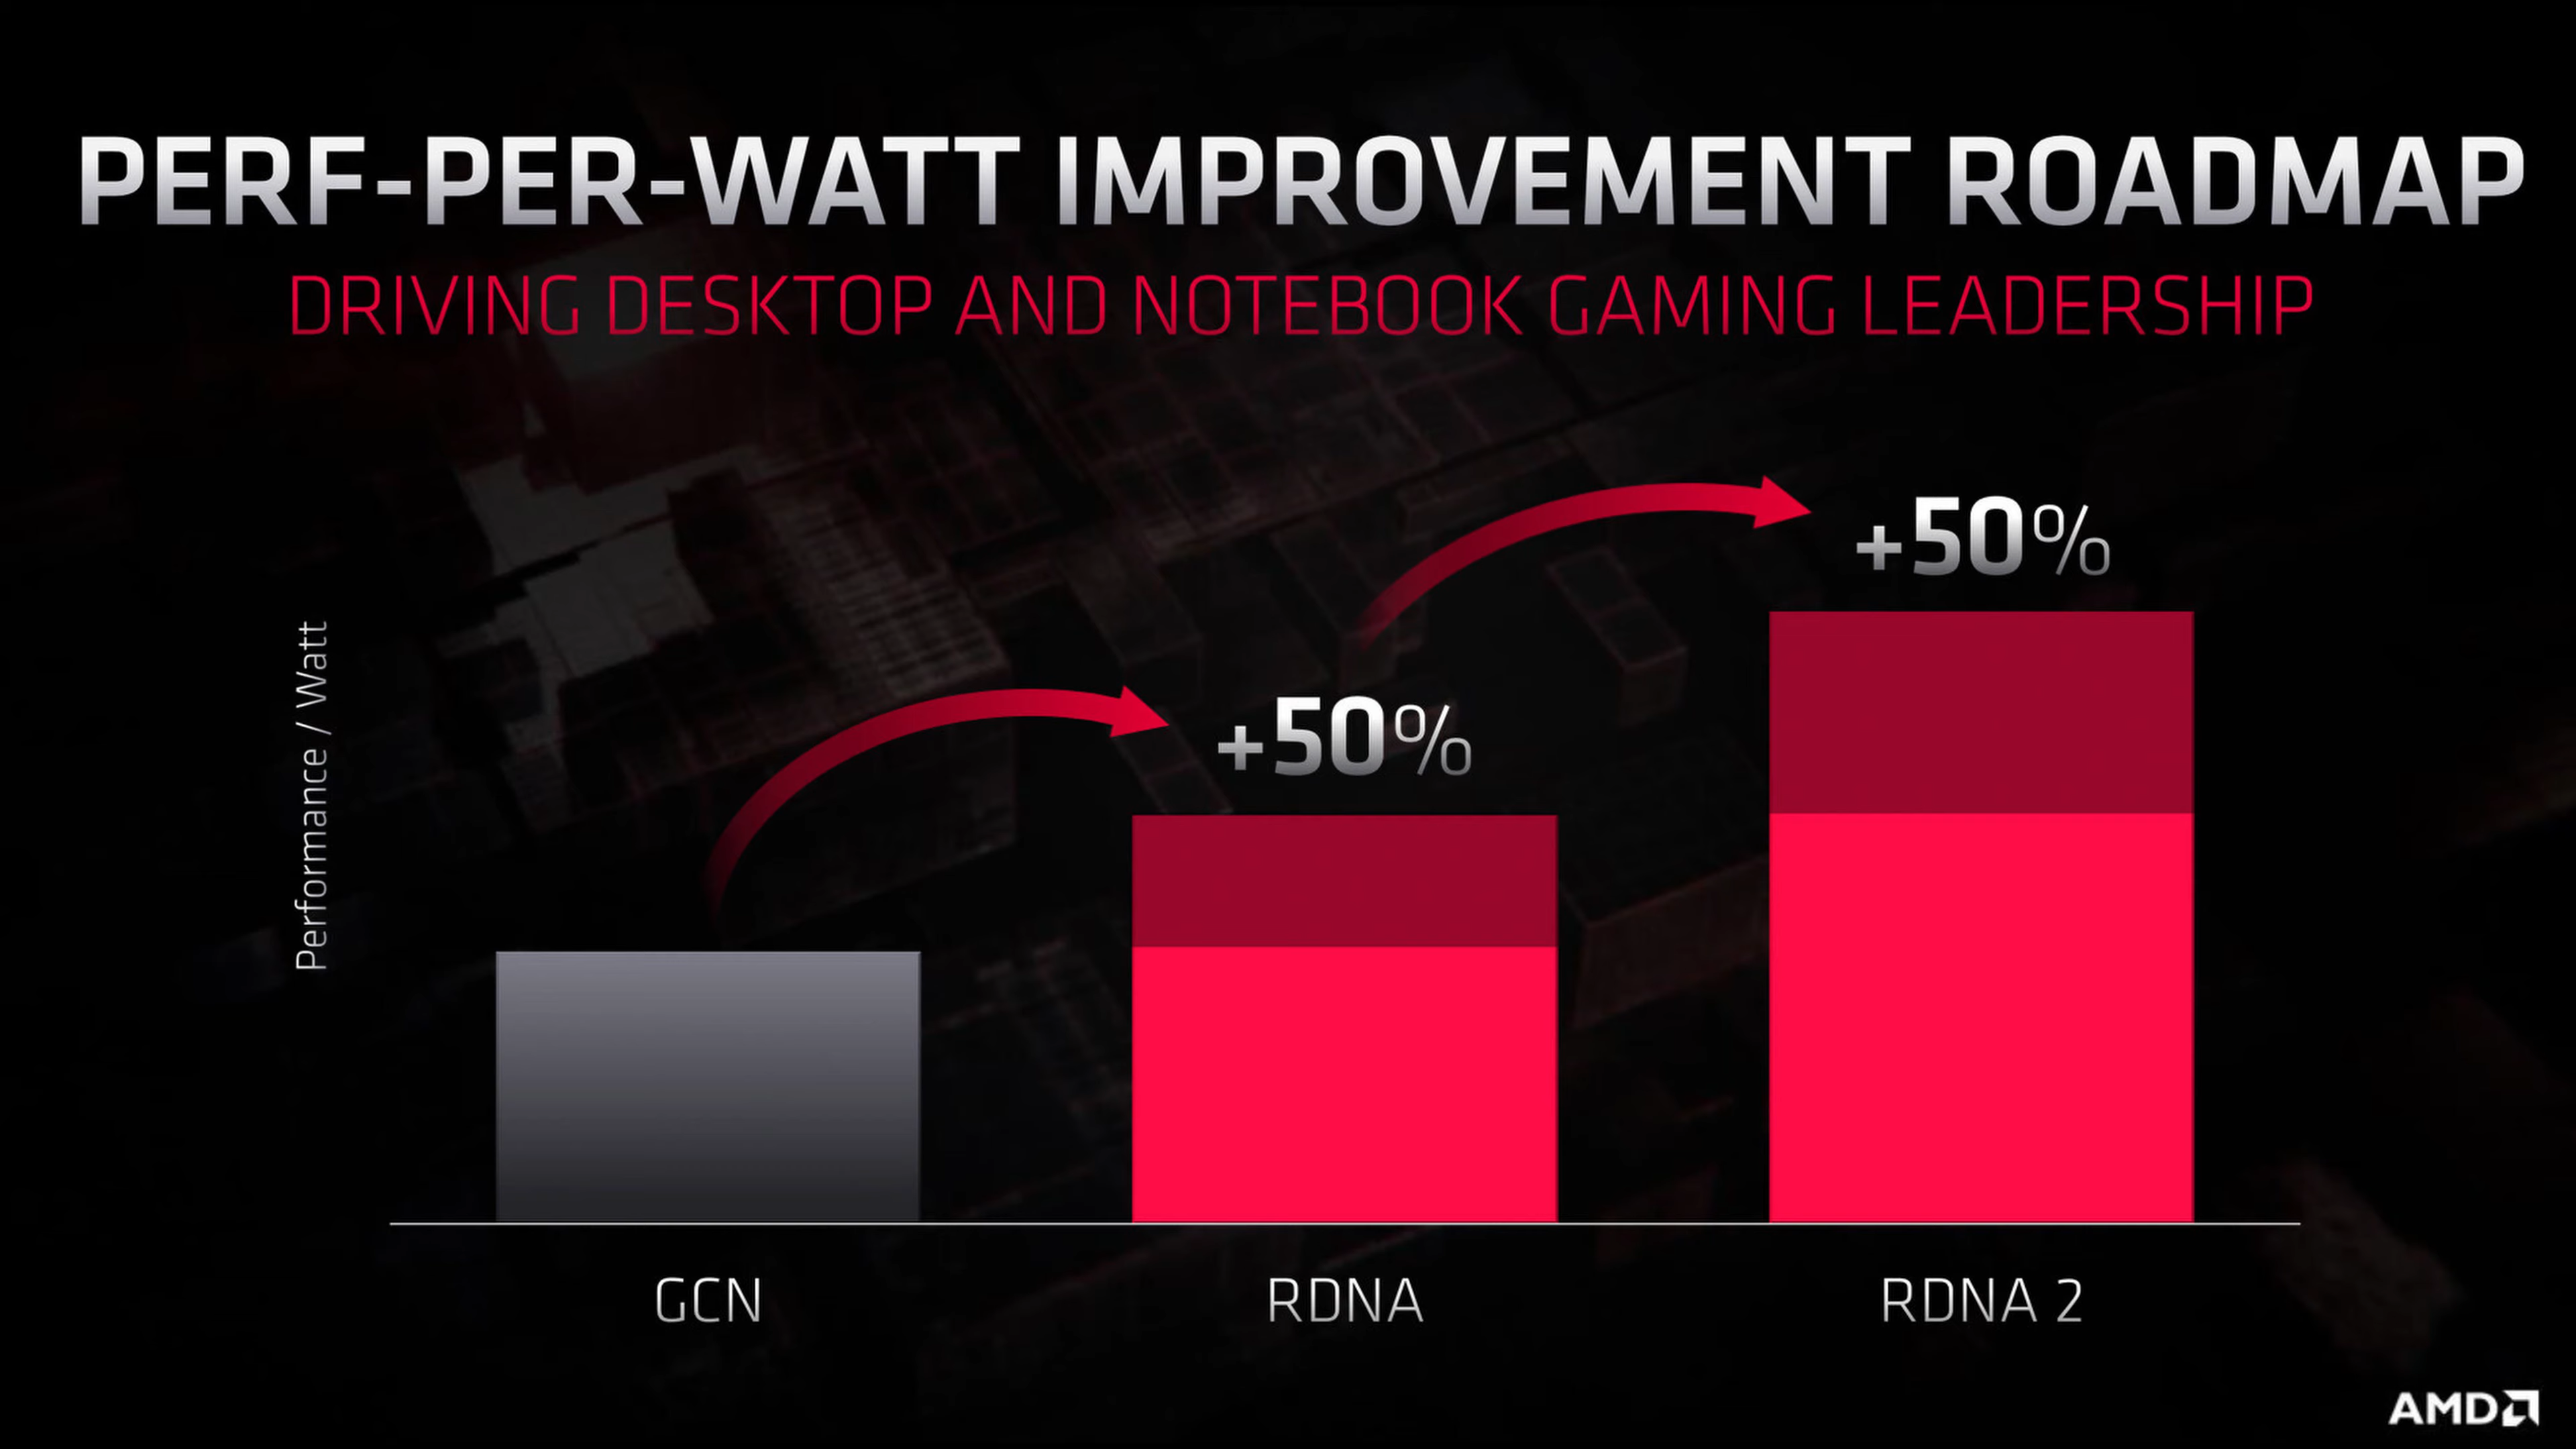 PERF-PER-WATT IMPROVEMENT ROADMAP
DRIVING DESKTOP AND NOTEBOOK GAMING LEADERSHIP
+50%
+50%
Performance / Watt
GCN
RDNA
RDNA 2
AMD